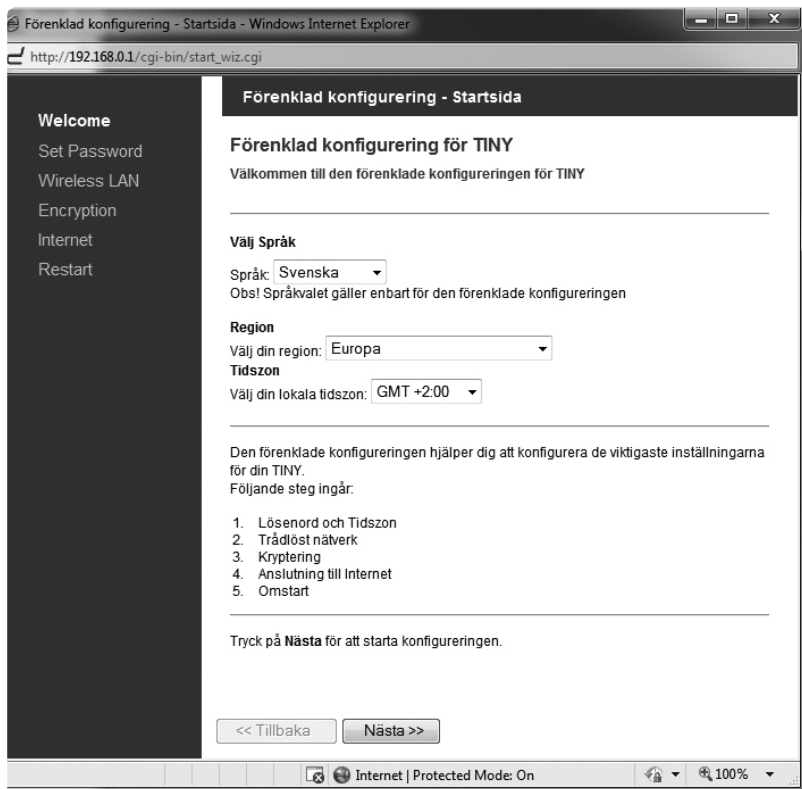 Förenklad konfigurering - Startsida - Windows Internet Explorer
http://192.168.0.1/cgi-bin/start_wiz.cgi
Welcome
Set Password
Wireless LAN
Encryption
Internet
Restart
Förenklad konfigurering - Startsida
Förenklad konfigurering för TINY
Välkommen till den förenklade konfigureringen för TINY
Välj Språk
Språk: Svenska
Obs! Språkvalet gäller enbart för den förenklade konfigureringen
Region
Välj din region: Europa
Tidszon
Välj din lokala tidszon: GMT +2:00
Den förenklade konfigureringen hjälper dig att konfigurera de viktigaste inställningarna
för din TINY.
Följande steg ingår:
1. Lösenord och Tidszon
2. Trådlöst nätverk
3. Kryptering
4. Anslutning till Internet
5. Omstart
Tryck på Nästa för att starta konfigureringen.
<< Tillbaka Nästa >>
Internet | Protected Mode: On 100%